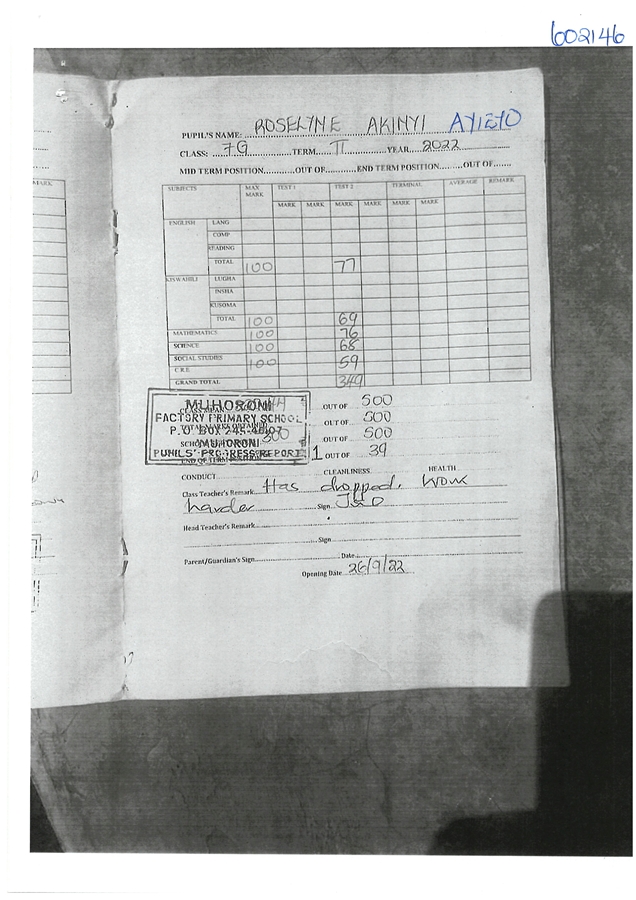 602146
PUPIL'S NAME: ROSELYNE AKINYI AYIEYO
CLASS: 7G TERM II YEAR 2022
MID TERM POSITION.......OUT OF.......END TERM POSITION.......OUT OF.......
MARK
SUBJECTS MAX MARK TEST 1 TEST 2 TERMINAL AVERAGE REMARK
MARK MARK MARK MARK MARK MARK
ENGLISH LANG
COMP
READING
TOTAL 100 77
KISWAHILI LUGHA
INSHA
KUSOMA
TOTAL 100 69
MATHEMATICS 100 76
SCIENCE 100 68
SOCIAL STUDIES 100 59
C.R.E
GRAND TOTAL 349
MUHORONI
FACTORY PRIMARY SCHOOL
P.O BOX
MUHORONI
PUPILS' PROGRESS REPORT
OUT OF 500
OUT OF 500
OUT OF 500
1 OUT OF 39
CONDUCT CLEANLINESS HEALTH
Class Teacher's Remark Has dropped. Work
harder Sign
Head Teacher's Remark
Sign
Parent/Guardian's Sign Date
Opening Date 26/9/22